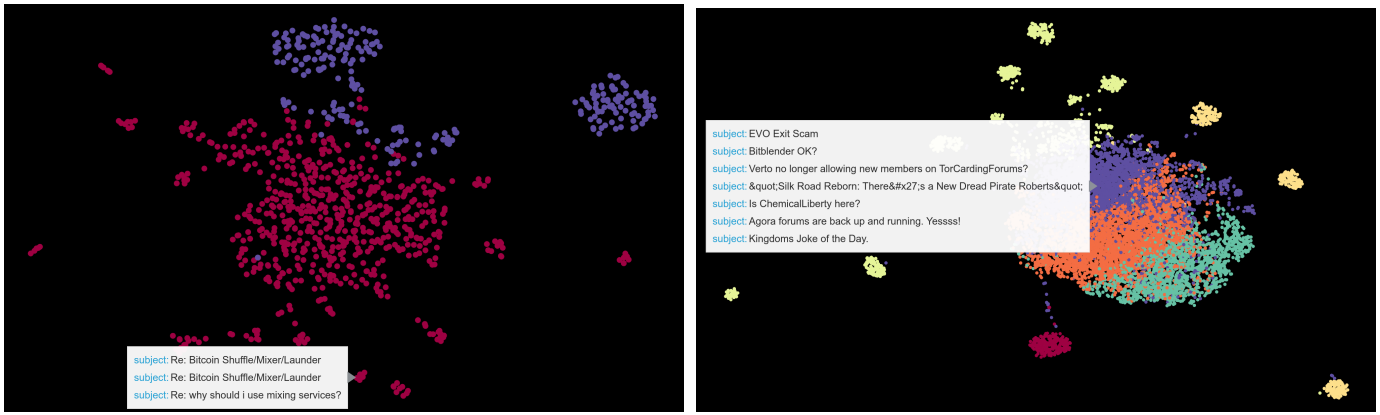 subject: Re: Bitcoin Shuffle/Mixer/Launder
subject: Re: Bitcoin Shuffle/Mixer/Launder
subject: Re: why should i use mixing services?
subject: EVO Exit Scam
subject: Bitblender OK?
subject: Verto no longer allowing new members on TorCardingForums?
subject: &quot;Silk Road Reborn: There&#x27;s a New Dread Pirate Roberts&quot;
subject: Is ChemicalLiberty here?
subject: Agora forums are back up and running. Yessss!
subject: Kingdoms Joke of the Day.